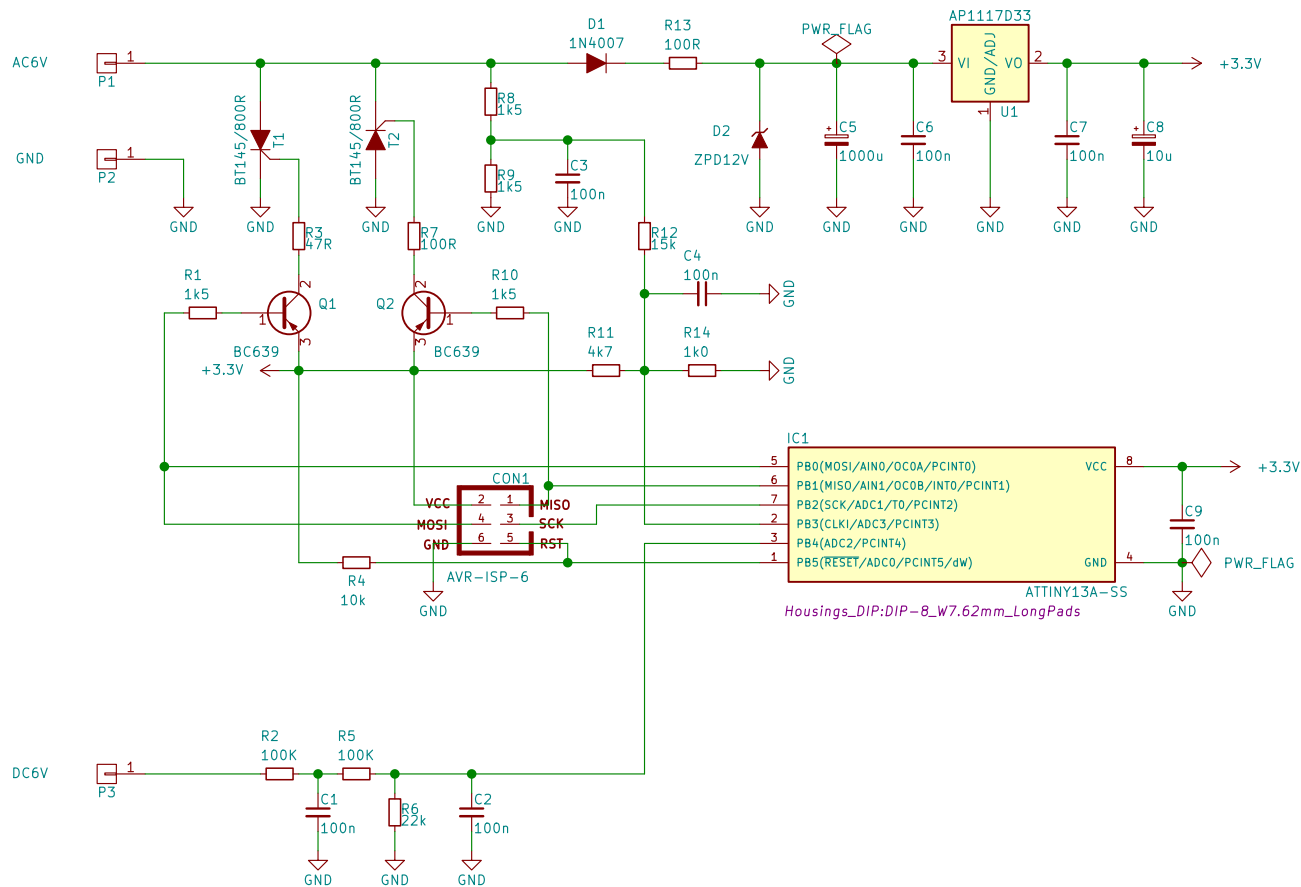 AC6V
P1
1
GND
P2
1
GND
BT145/800R
T1
GND
BT145/800R
T2
GND
R8
1k5
R9
1k5
GND
C3
100n
GND
D1
1N4007
R13
100R
D2
ZPD12V
GND
PWR_FLAG
C5
1000u
GND
C6
100n
GND
AP1117D33
3
VI
GND/ADJ
VO
2
1
U1
GND
C7
100n
GND
C8
10u
GND
+3.3V
R3
47R
R7
100R
R12
15k
C4
100n
GND
R1
1k5
1
2
3
Q1
BC639
Q2
2
1
3
BC639
R10
1k5
+3.3V
R11
4k7
R14
1k0
GND
IC1
5
PB0(MOSI/AIN0/OC0A/PCINT0)
6
PB1(MISO/AIN1/OC0B/INT0/PCINT1)
7
PB2(SCK/ADC1/T0/PCINT2)
2
PB3(CLKI/ADC3/PCINT3)
3
PB4(ADC2/PCINT4)
1
PB5(RESET/ADC0/PCINT5/dW)
VCC
8
GND
4
ATTINY13A-SS
Housings_DIP:DIP-8_W7.62mm_LongPads
+3.3V
C9
100n
PWR_FLAG
GND
CON1
VCC
2
1
MISO
MOSI
4
3
SCK
GND
6
5
RST
AVR-ISP-6
GND
R4
10k
DC6V
P3
1
R2
100K
R5
100K
C1
100n
GND
R6
22k
GND
C2
100n
GND